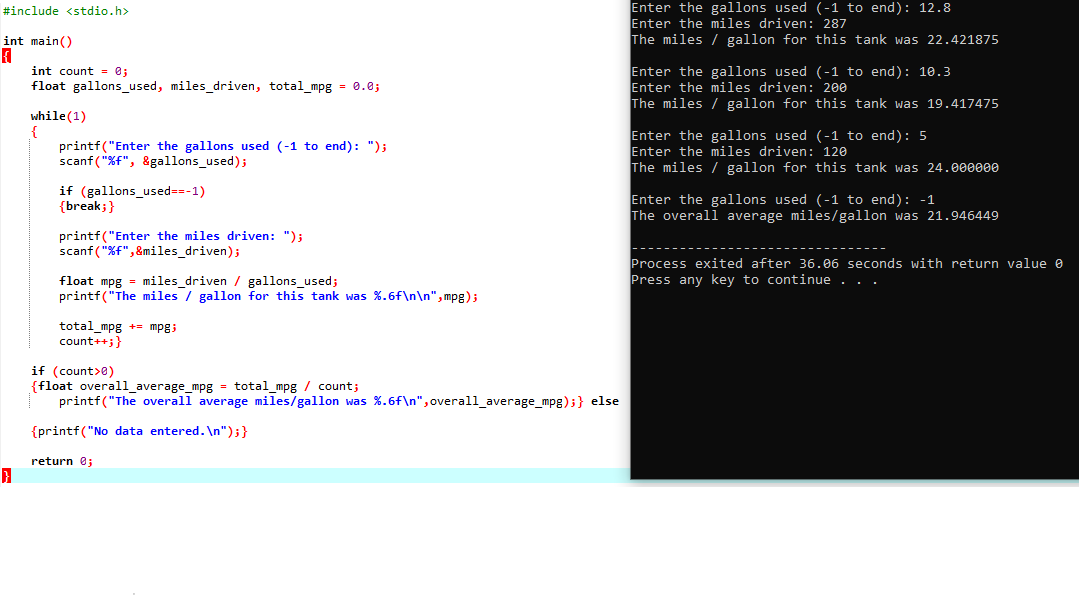 #include <stdio.h>
int main()
{
int count = 0;
float gallons_used, miles_driven, total_mpg = 0.0;
while(1)
{
printf("Enter the gallons used (-1 to end): ");
scanf("%f", &gallons_used);
if (gallons_used==-1)
{break;}
printf("Enter the miles driven: ");
scanf("%f",&miles_driven);
float mpg = miles_driven / gallons_used;
printf("The miles / gallon for this tank was %.6f\n\n",mpg);
total_mpg += mpg;
count++;}
if (count>0)
{float overall_average_mpg = total_mpg / count;
printf("The overall average miles/gallon was %.6f\n",overall_average_mpg);} else
{printf("No data entered.\n");}
return 0;
}
Enter the gallons used (-1 to end): 12.8
Enter the miles driven: 287
The miles / gallon for this tank was 22.421875
Enter the gallons used (-1 to end): 10.3
Enter the miles driven: 200
The miles / gallon for this tank was 19.417475
Enter the gallons used (-1 to end): 5
Enter the miles driven: 120
The miles / gallon for this tank was 24.000000
Enter the gallons used (-1 to end): -1
The overall average miles/gallon was 21.946449
--------------------------------
Process exited after 36.06 seconds with return value 0
Press any key to continue . . .